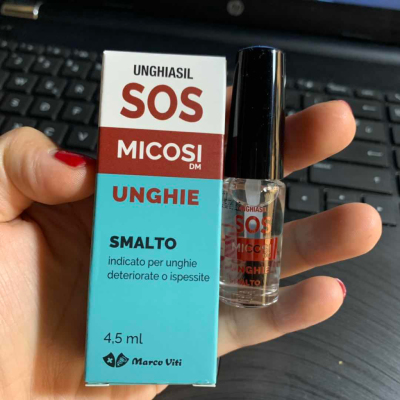 UNGHIASIL
SOS
MICOSI
DM
UNGHIE
SMALTO
indicato per unghie
deteriorate o ispessite
4,5 ml
Marco Viti
UNGHIASIL
SOS
MICOSI
UNGHIE